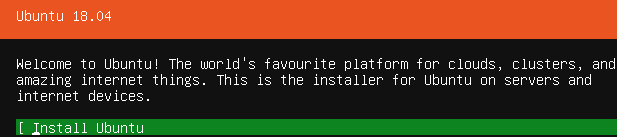 Ubuntu 18.04
Welcome to Ubuntu! The world's favourite platform for clouds, clusters, and
amazing internet things. This is the installer for Ubuntu on servers and
internet devices.
[ Install Ubuntu